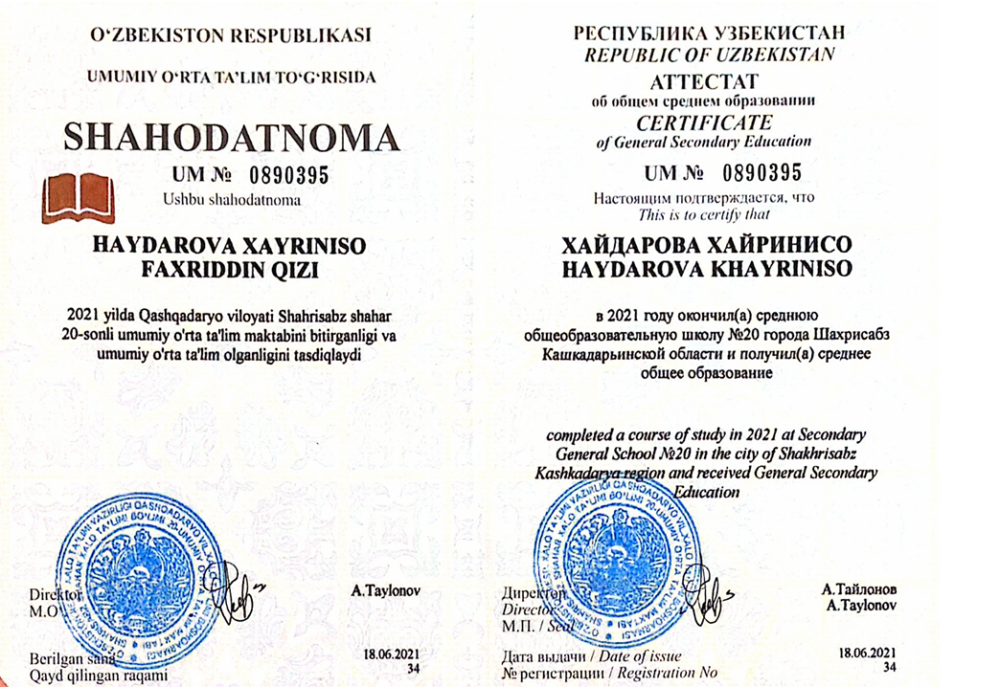 O‘ZBEKISTON RESPUBLIKASI
UMUMIY O‘RTA TA’LIM TO‘G‘RISIDA
SHAHODATNOMA
UM № 0890395
Ushbu shahodatnoma
HAYDAROVA XAYRINISO
FAXRIDDIN QIZI
2021 yilda Qashqadaryo viloyati Shahrisabz shahar
20-sonli umumiy o'rta ta'lim maktabini bitirganligi va
umumiy o'rta ta'lim olganligini tasdiqlaydi
Direktor
M.O
A.Taylonov
Berilgan sana
18.06.2021
Qayd qilingan raqami
34
РЕСПУБЛИКА УЗБЕКИСТАН
REPUBLIC OF UZBEKISTAN
АТТЕСТАТ
об общем среднем образовании
CERTIFICATE
of General Secondary Education
UM № 0890395
Настоящим подтверждается, что
This is to certify that
ХАЙДАРОВА ХАЙРИНИСО
HAYDAROVA KHAYRINISO
в 2021 году окончил(а) среднюю
общеобразовательную школу №20 города Шахрисабз
Кашкадарьинской области и получил(а) среднее
общее образование
completed a course of study in 2021 at Secondary
General School №20 in the city of Shakhrisabz
Kashkadarya region and received General Secondary
Education
Директор
Director
М.П. / Seal
А.Тайлонов
A.Taylonov
Дата выдачи / Date of issue
18.06.2021
№ регистрации / Registration No
34